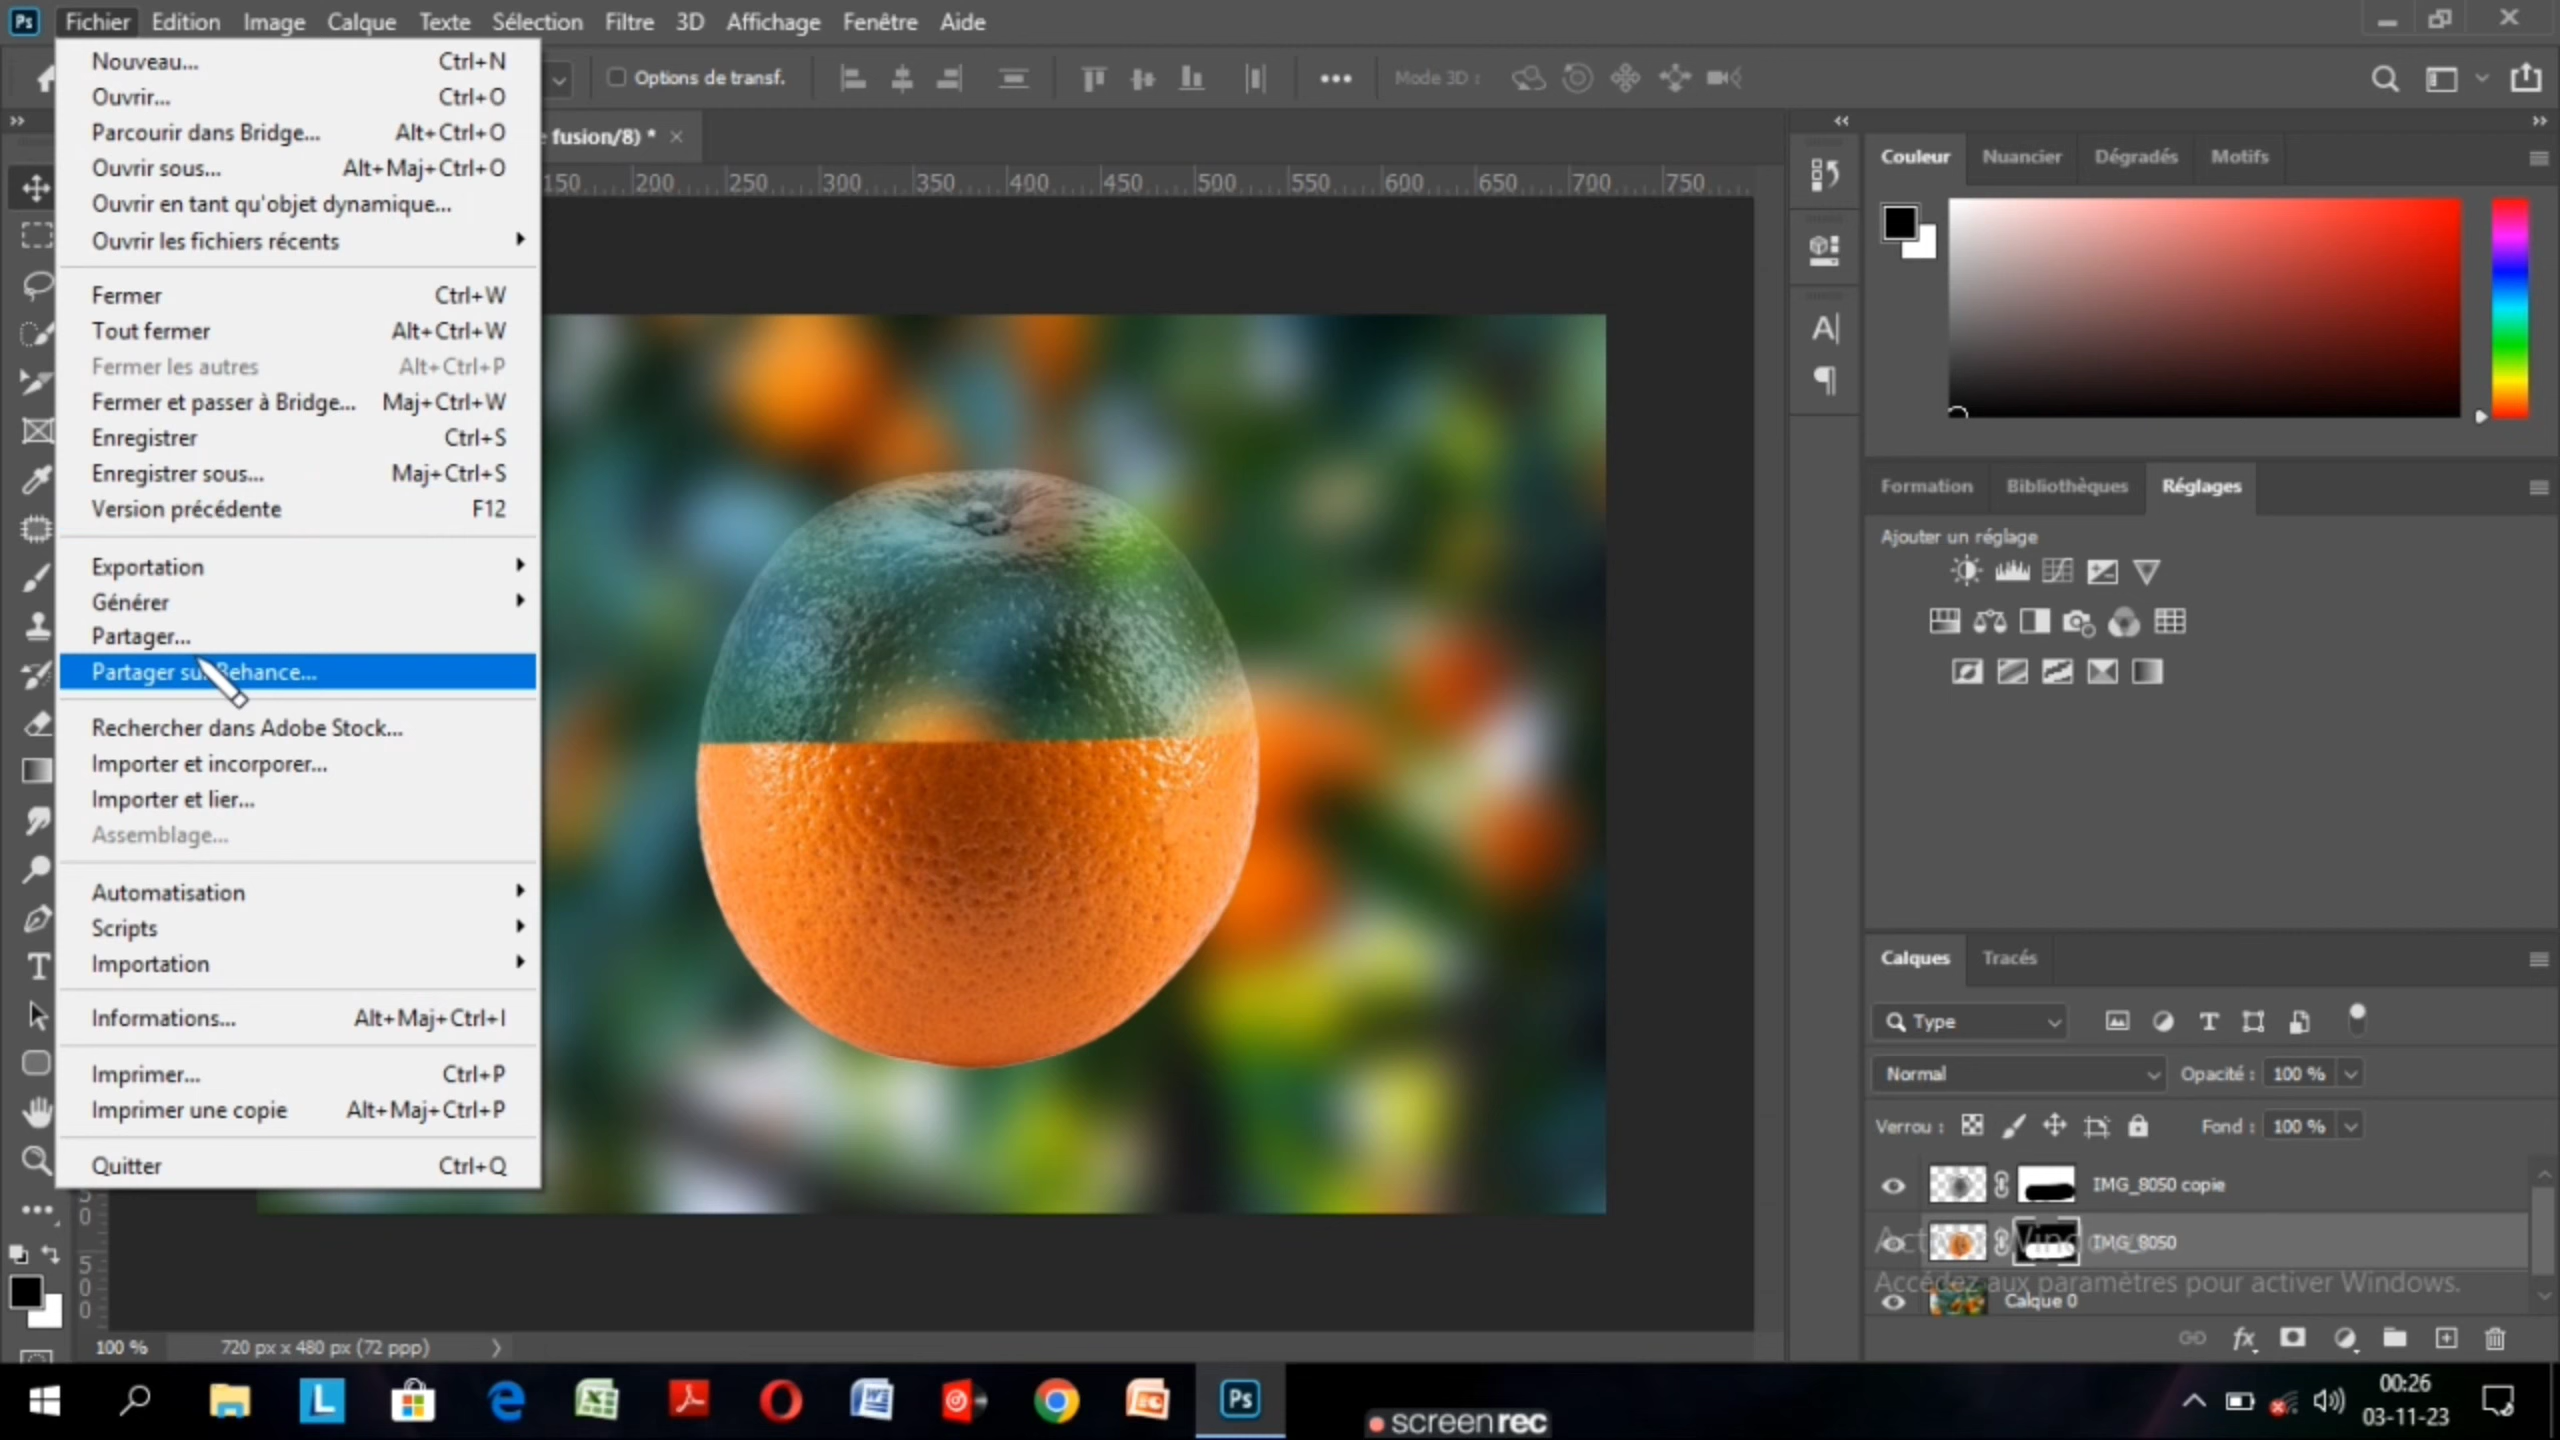 Ps Fichier Edition Image Calque Texte Sélection Filtre 3D Affichage Fenêtre Aide
Options de transf.
Mode 3D :
fusion/8) * ×
150 200 250 300 350 400 450 500 550 600 650 700 750
Nouveau... Ctrl+N
Ouvrir... Ctrl+O
Parcourir dans Bridge... Alt+Ctrl+O
Ouvrir sous... Alt+Maj+Ctrl+O
Ouvrir en tant qu'objet dynamique...
Ouvrir les fichiers récents
Fermer Ctrl+W
Tout fermer Alt+Ctrl+W
Fermer les autres Alt+Ctrl+P
Fermer et passer à Bridge... Maj+Ctrl+W
Enregistrer Ctrl+S
Enregistrer sous... Maj+Ctrl+S
Version précédente F12
Exportation
Générer
Partager...
Partager sur Behance...
Rechercher dans Adobe Stock...
Importer et incorporer...
Importer et lier...
Assemblage...
Automatisation
Scripts
Importation
Informations... Alt+Maj+Ctrl+I
Imprimer... Ctrl+P
Imprimer une copie Alt+Maj+Ctrl+P
Quitter Ctrl+Q
5
0
0
100 % 720 px x 480 px (72 ppp)
Couleur Nuancier Dégradés Motifs
Formation Bibliothèques Réglages
Ajouter un réglage
Calques Tracés
Type
Normal Opacité : 100 %
Verrou : Fond : 100 %
IMG_8050 copie
IMG_8050
Calque 0
Accédez aux paramètres pour activer Windows.
screenrec
00:26
03-11-23